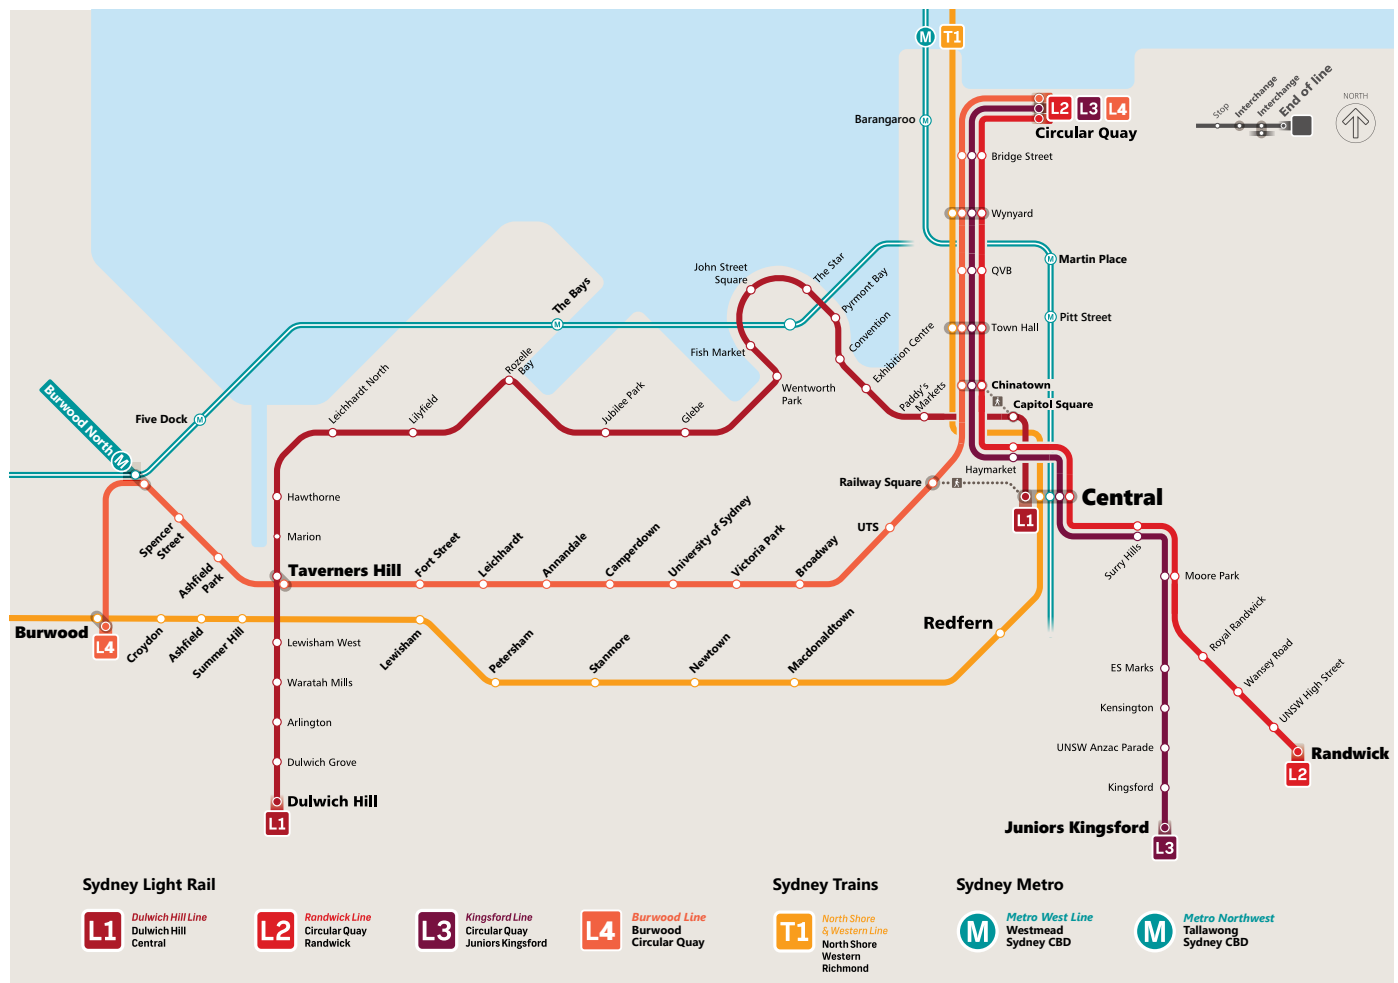 M
T1
Barangaroo
M
L2
L3
L4
Circular Quay
Stop
Interchange
Interchange
End of line
NORTH
Bridge Street
Wynyard
Martin Place
M
QVB
Pitt Street
M
Town Hall
Chinatown
Capitol Square
John Street
Square
The Star
Pyrmont Bay
Convention
Exhibition Centre
Paddy's
Markets
Fish Market
Wentworth
Park
The Bays
M
Rozelle
Bay
Jubilee Park
Glebe
Leichhardt North
Lilyfield
Five Dock
M
Burwood North
M
Spencer
Street
Ashfield
Park
Hawthorne
Marion
Taverners Hill
Fort Street
Leichhardt
Annandale
Camperdown
University of Sydney
Victoria Park
Broadway
UTS
Railway Square
Haymarket
L1
Central
Surry Hills
Moore Park
Royal Randwick
Wansey Road
UNSW High Street
Randwick
L2
ES Marks
Kensington
UNSW Anzac Parade
Kingsford
Juniors Kingsford
L3
Burwood
L4
Croydon
Ashfield
Summer Hill
Lewisham
Petersham
Stanmore
Newtown
Macdonaldtown
Redfern
Lewisham West
Waratah Mills
Arlington
Dulwich Grove
Dulwich Hill
L1
Sydney Light Rail
L1
Dulwich Hill Line
Dulwich Hill
Central
L2
Randwick Line
Circular Quay
Randwick
L3
Kingsford Line
Circular Quay
Juniors Kingsford
L4
Burwood Line
Burwood
Circular Quay
Sydney Trains
T1
North Shore
& Western Line
North Shore
Western
Richmond
Sydney Metro
M
Metro West Line
Westmead
Sydney CBD
M
Metro Northwest
Tallawong
Sydney CBD